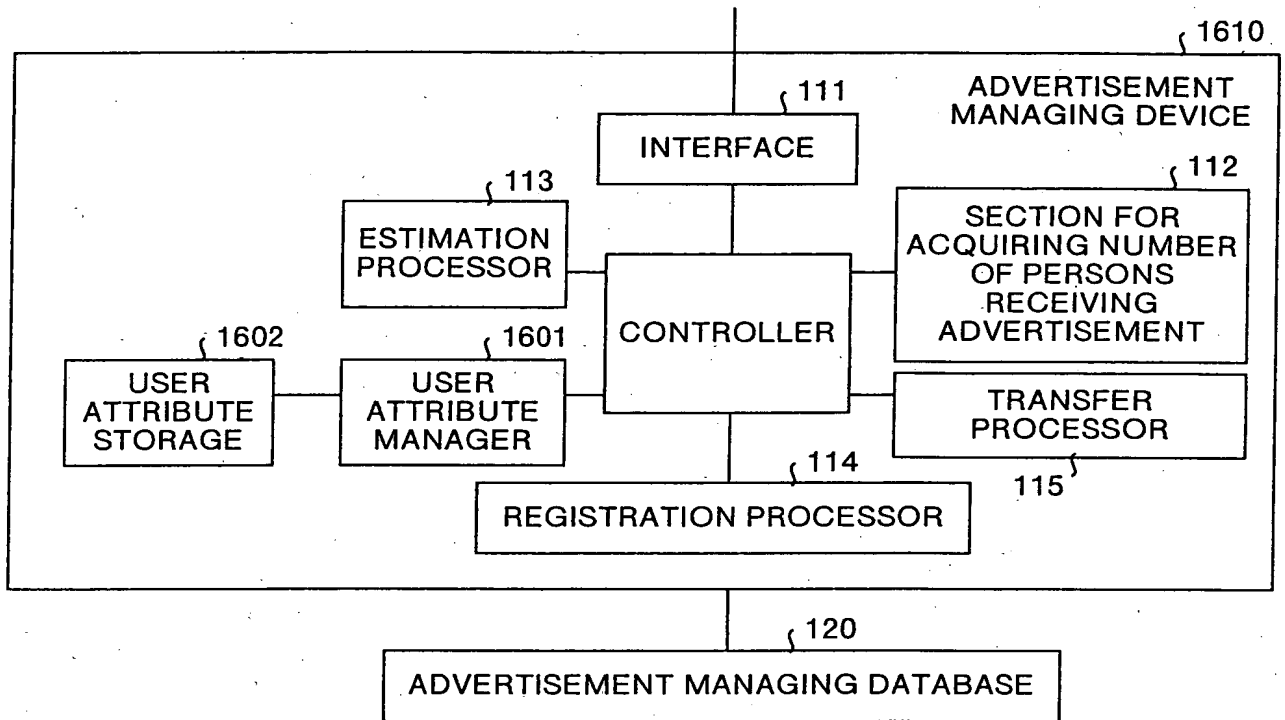 1610
ADVERTISEMENT
MANAGING DEVICE
111
INTERFACE
113
ESTIMATION
PROCESSOR
112
SECTION FOR
ACQUIRING NUMBER
OF PERSONS
RECEIVING
ADVERTISEMENT
CONTROLLER
1602
USER
ATTRIBUTE
STORAGE
1601
USER
ATTRIBUTE
MANAGER
TRANSFER
PROCESSOR
115
114
REGISTRATION PROCESSOR
120
ADVERTISEMENT MANAGING DATABASE